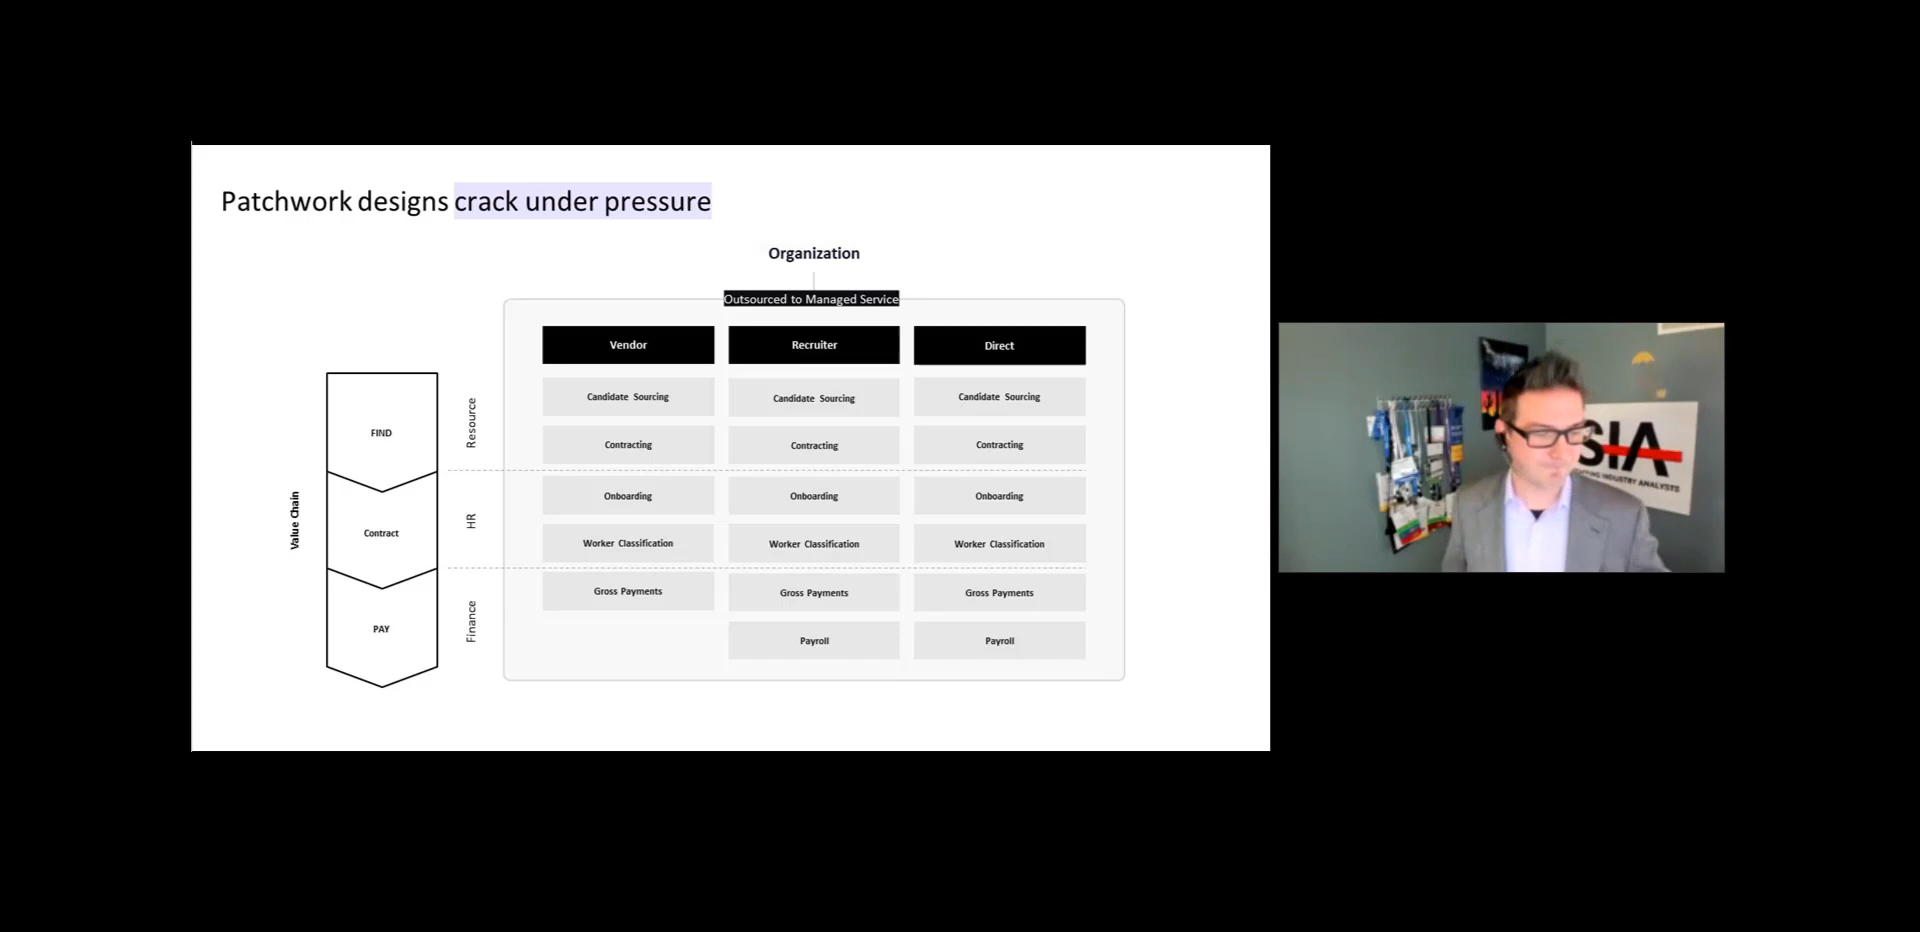 Patchwork designs crack under pressure
Organization
Outsourced to Managed Service
Vendor
Recruiter
Direct
Value Chain
FIND
Contract
PAY
Resource
HR
Finance
Candidate Sourcing
Candidate Sourcing
Candidate Sourcing
Contracting
Contracting
Contracting
Onboarding
Onboarding
Onboarding
Worker Classification
Worker Classification
Worker Classification
Gross Payments
Gross Payments
Gross Payments
Payroll
Payroll
SIA
INDUSTRY ANALYSTS